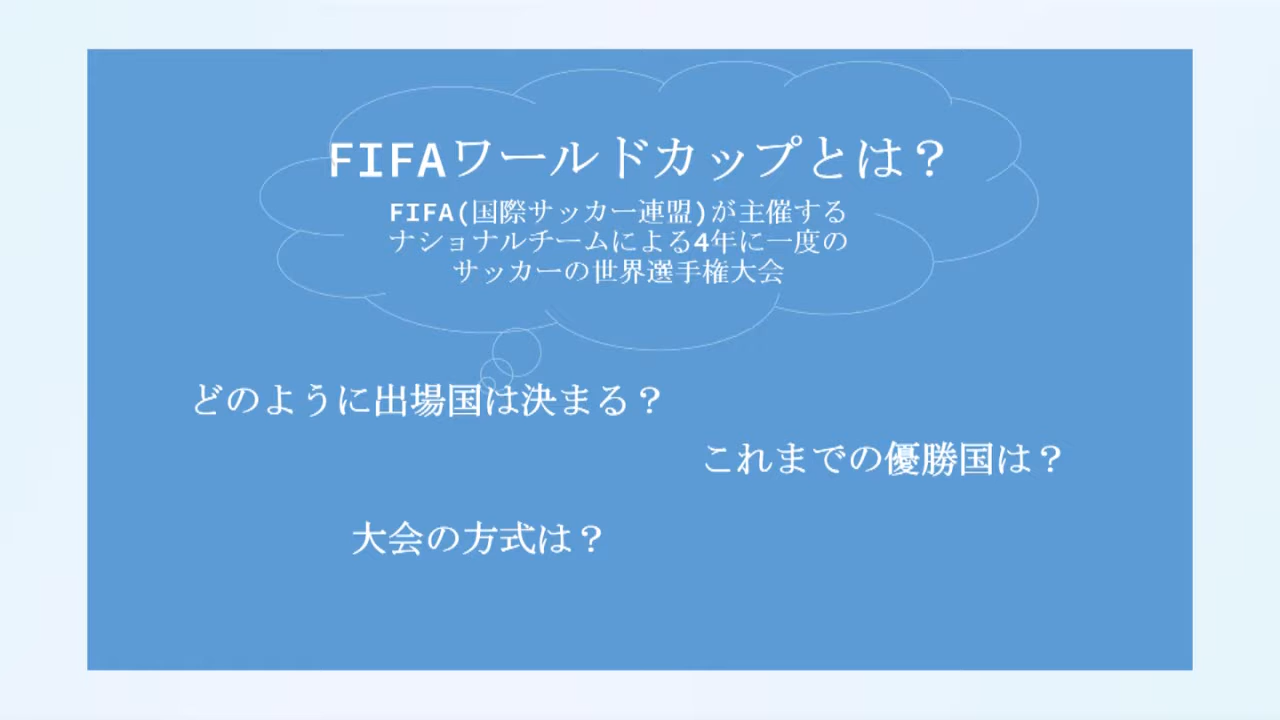 FIFAワールドカップとは？
FIFA(国際サッカー連盟)が主催する
ナショナルチームによる4年に一度の
サッカーの世界選手権大会
どのように出場国は決まる？
これまでの優勝国は？
大会の方式は？